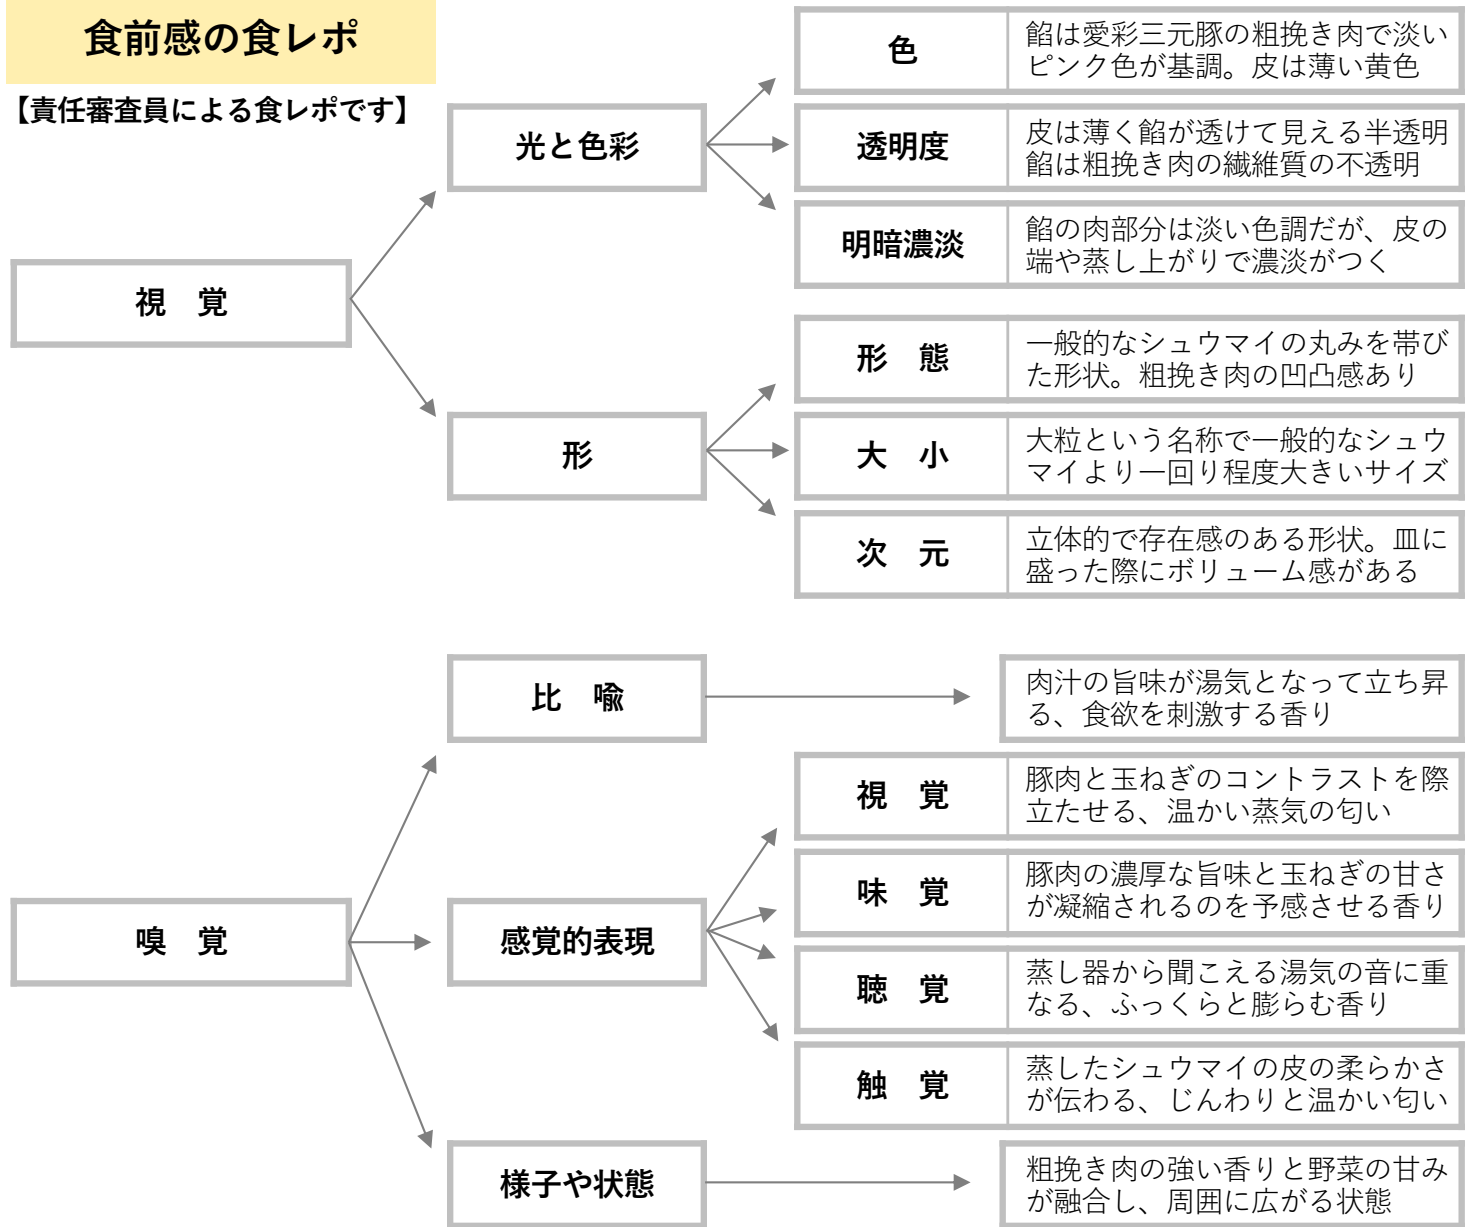 食前感の食レポ
【責任審査員による食レポです】
視　覚
光と色彩
色
餡は愛彩三元豚の粗挽き肉で淡い
ピンク色が基調。皮は薄い黄色
透明度
皮は薄く餡が透けて見える半透明
餡は粗挽き肉の繊維質の不透明
明暗濃淡
餡の肉部分は淡い色調だが、皮の
端や蒸し上がりで濃淡がつく
形
形　態
一般的なシュウマイの丸みを帯び
た形状。粗挽き肉の凹凸感あり
大　小
大粒という名称で一般的なシュウ
マイより一回り程度大きいサイズ
次　元
立体的で存在感のある形状。皿に
盛った際にボリューム感がある
嗅　覚
比　喩
肉汁の旨味が湯気となって立ち昇
る、食欲を刺激する香り
感覚的表現
視　覚
豚肉と玉ねぎのコントラストを際
立たせる、温かい蒸気の匂い
味　覚
豚肉の濃厚な旨味と玉ねぎの甘さ
が凝縮されるのを予感させる香り
聴　覚
蒸し器から聞こえる湯気の音に重
なる、ふっくらと膨らむ香り
触　覚
蒸したシュウマイの皮の柔らかさ
が伝わる、じんわりと温かい匂い
様子や状態
粗挽き肉の強い香りと野菜の甘み
が融合し、周囲に広がる状態